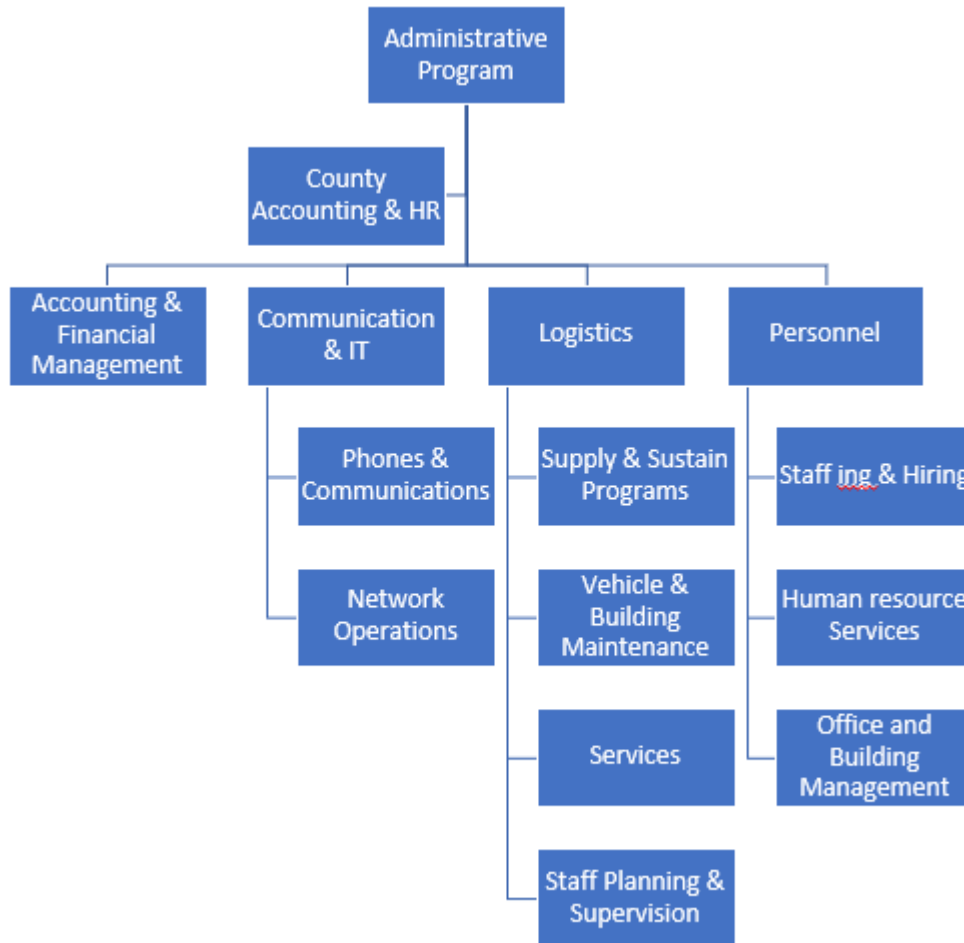 Administrative
Program
County
Accounting & HR
Accounting &
Financial
Management
Communication
& IT
Logistics
Personnel
Phones &
Communications
Network
Operations
Supply & Sustain
Programs
Vehicle &
Building
Maintenance
Services
Staff Planning &
Supervision
Staff ing & Hiring
Human resource
Services
Office and
Building
Management